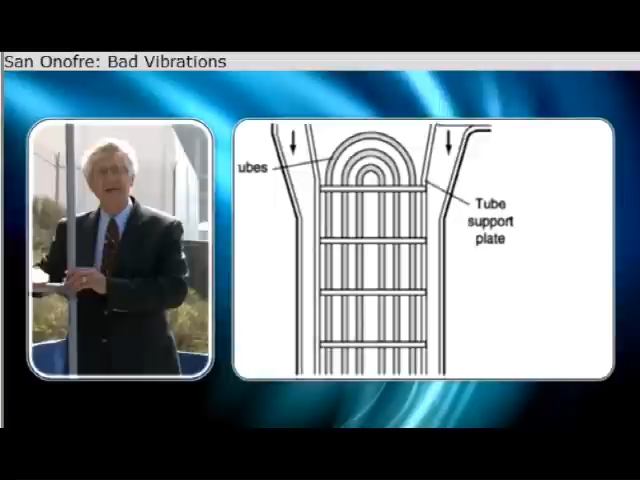 San Onofre: Bad Vibrations
ubes
Tube
support
plate